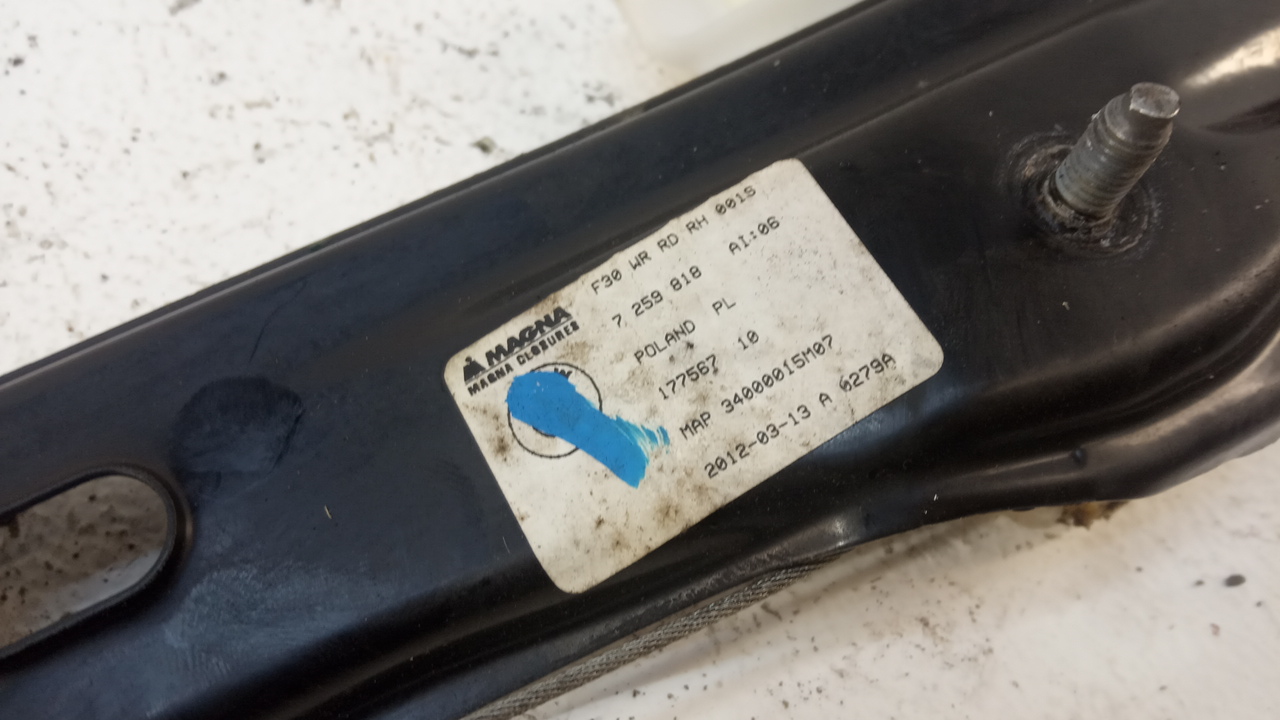 MAGNA
MAGNA CLOSURES
F30 WR RD RH 001S
7 259 818 AI:06
POLAND PL
177567 10
MAP 34000015M07
2012-03-13 A 0279A